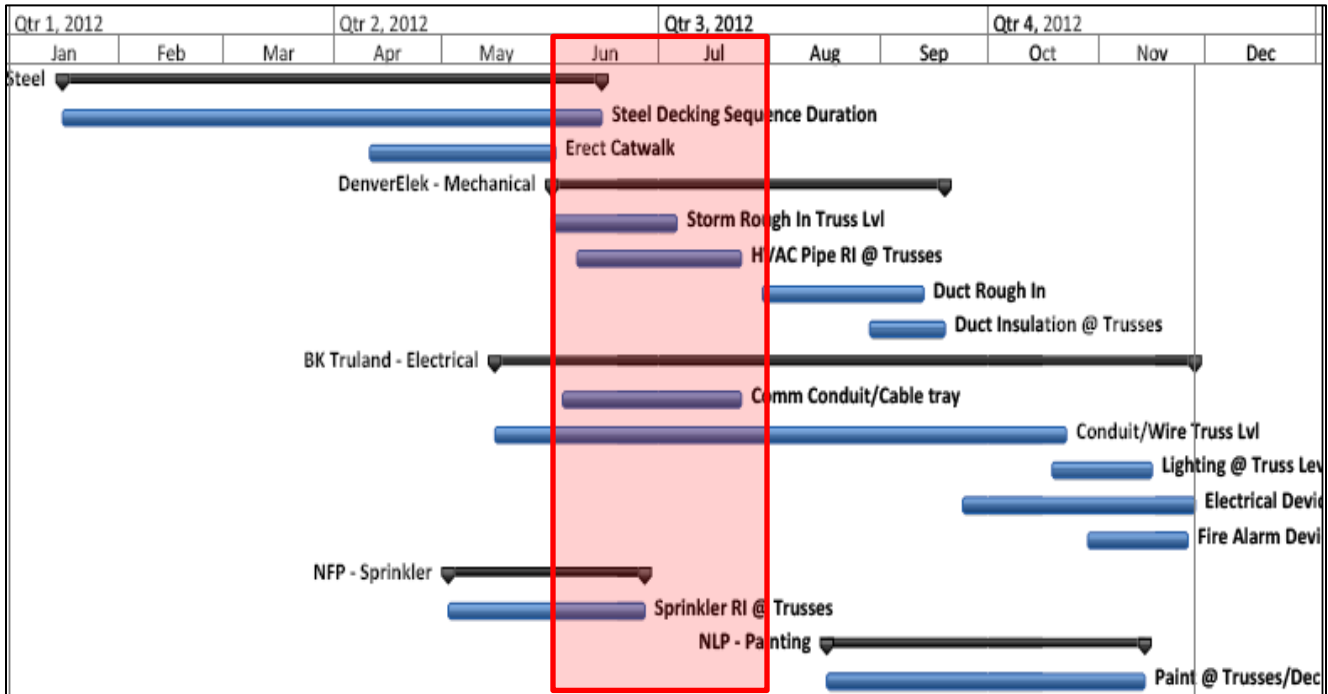 Qtr 1, 2012 Qtr 2, 2012 Qtr 3, 2012 Qtr 4, 2012
Jan Feb Mar Apr May Jun Jul Aug Sep Oct Nov Dec
Steel
Steel Decking Sequence Duration
Erect Catwalk
DenverElek - Mechanical
Storm Rough In Truss Lvl
HVAC Pipe RI @ Trusses
Duct Rough In
Duct Insulation @ Trusses
BK Truland - Electrical
Comm Conduit/Cable tray
Conduit/Wire Truss Lvl
Lighting @ Truss Lev
Electrical Devic
Fire Alarm Devi
NFP - Sprinkler
Sprinkler RI @ Trusses
NLP - Painting
Paint @ Trusses/Dec